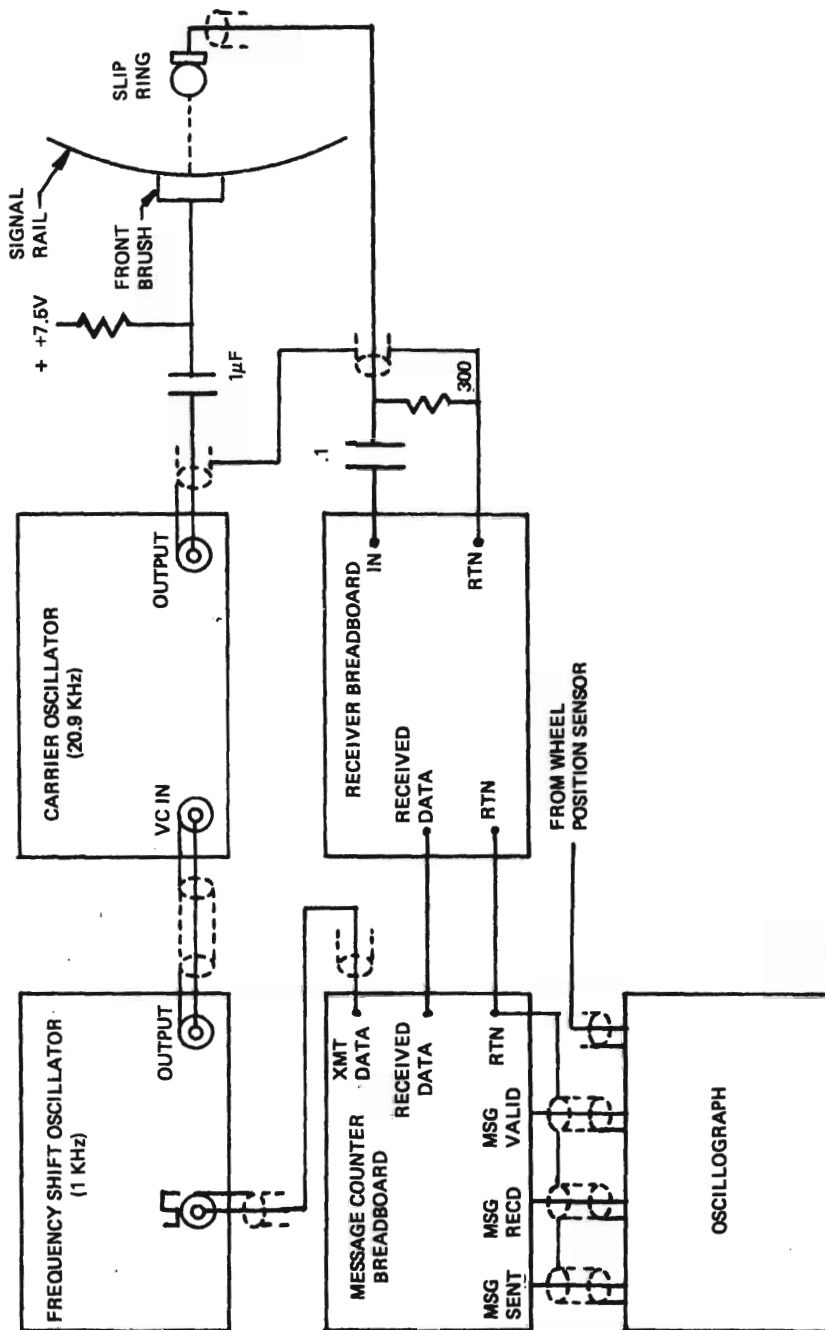 FREQUENCY SHIFT OSCILLATOR
(1 KHz)
OUTPUT
CARRIER OSCILLATOR
(20.9 KHz)
VC IN
OUTPUT
1μF
+ +7.5V
SIGNAL
RAIL
FRONT
BRUSH
SLIP
RING
MESSAGE COUNTER
BREADBOARD
XMT
DATA
RECEIVED
DATA
RTN
MSG
SENT
MSG
RECD
MSG
VALID
RECEIVER BREADBOARD
RECEIVED
DATA
RTN
IN
RTN
.1
300
FROM WHEEL
POSITION SENSOR
OSCILLOGRAPH